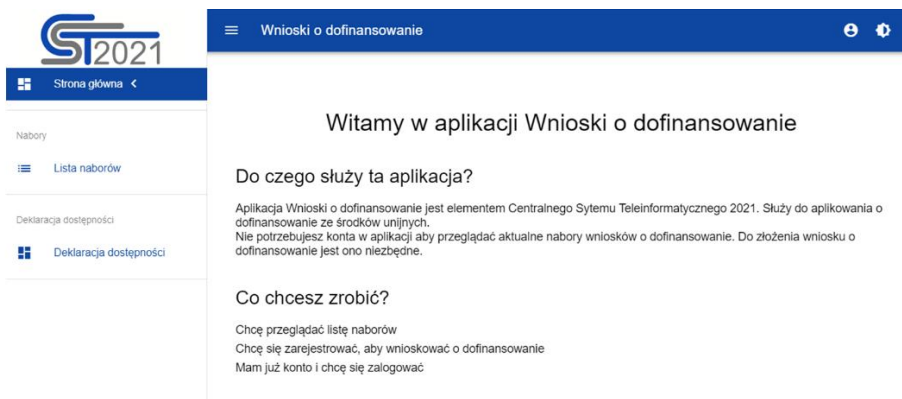 ST2021
Wnioski o dofinansowanie
Strona główna
Nabory
Lista naborów
Deklaracja dostępności
Deklaracja dostępności
Witamy w aplikacji Wnioski o dofinansowanie
Do czego służy ta aplikacja?
Aplikacja Wnioski o dofinansowanie jest elementem Centralnego Sytemu Teleinformatycznego 2021. Służy do aplikowania o
dofinansowanie ze środków unijnych.
Nie potrzebujesz konta w aplikacji aby przeglądać aktualne nabory wniosków o dofinansowanie. Do złożenia wniosku o
dofinansowanie jest ono niezbędne.
Co chcesz zrobić?
Chcę przeglądać listę naborów
Chcę się zarejestrować, aby wnioskować o dofinansowanie
Mam już konto i chcę się zalogować